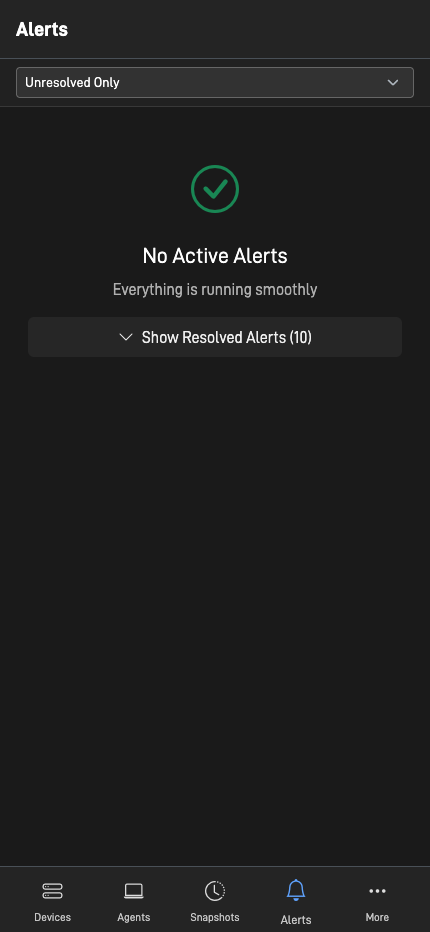 Alerts
Unresolved Only
No Active Alerts
Everything is running smoothly
Show Resolved Alerts (10)
Devices
Agents
Snapshots
Alerts
More